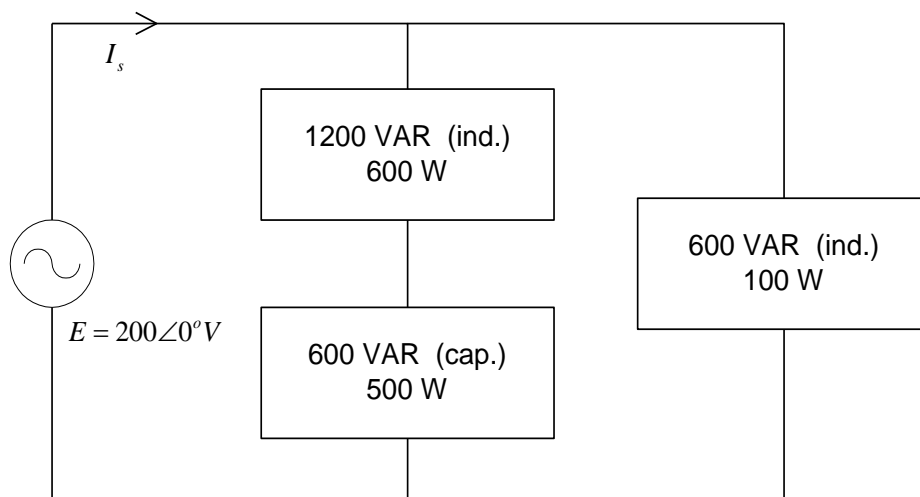 I_s
1200 VAR (ind.)
600 W
600 VAR (ind.)
100 W
E = 200∠0°V
600 VAR (cap.)
500 W